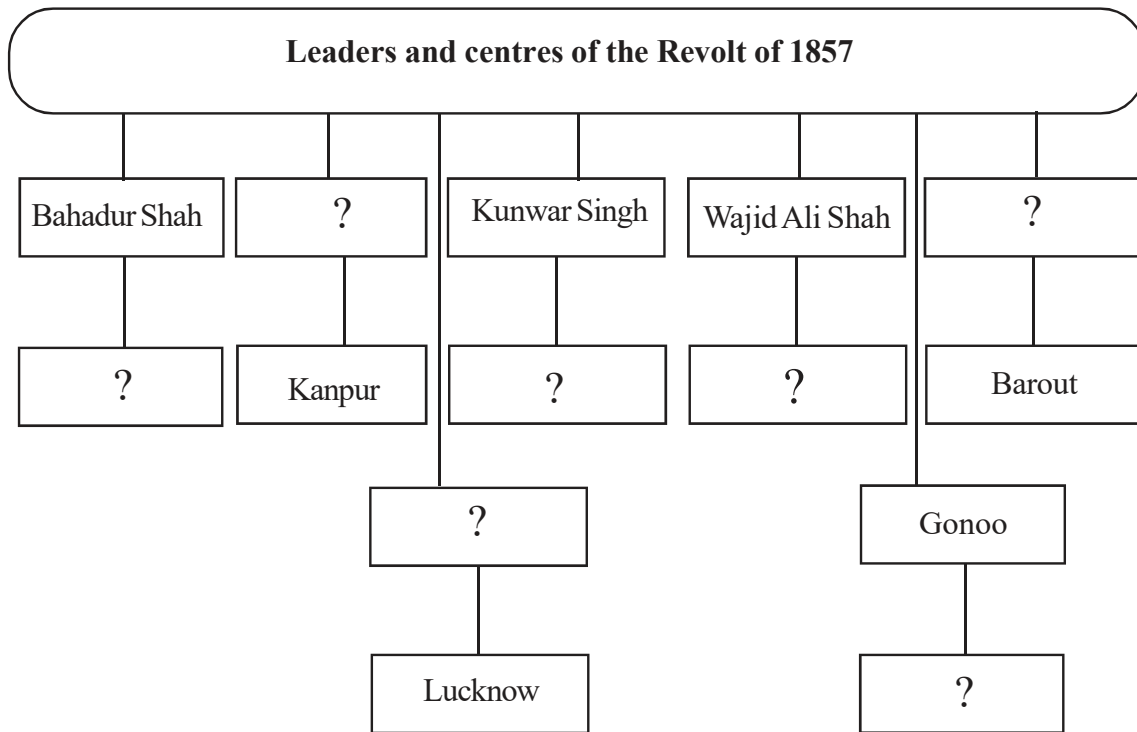 Leaders and centres of the Revolt of 1857
Bahadur Shah
?
Kunwar Singh
Wajid Ali Shah
?
?
Kanpur
?
?
Barout
?
Gonoo
Lucknow
?